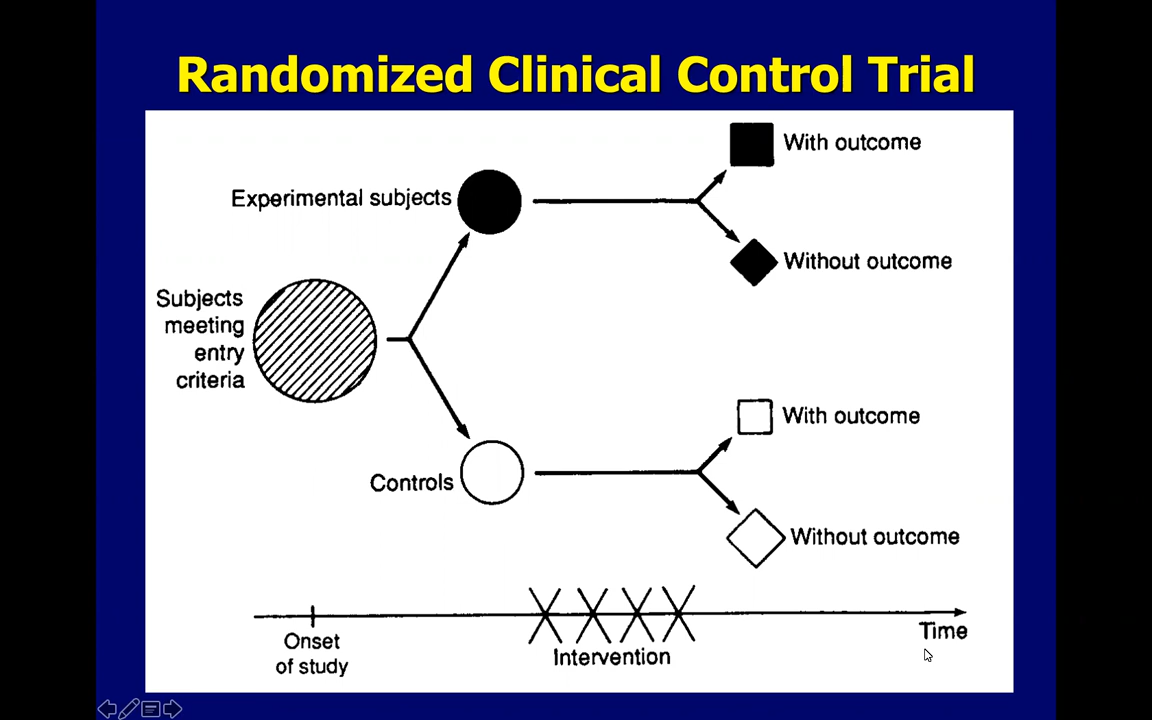 Randomized Clinical Control Trial
With outcome
Experimental subjects
Without outcome
Subjects
meeting
entry
criteria
With outcome
Controls
Without outcome
Time
Onset
of study
Intervention